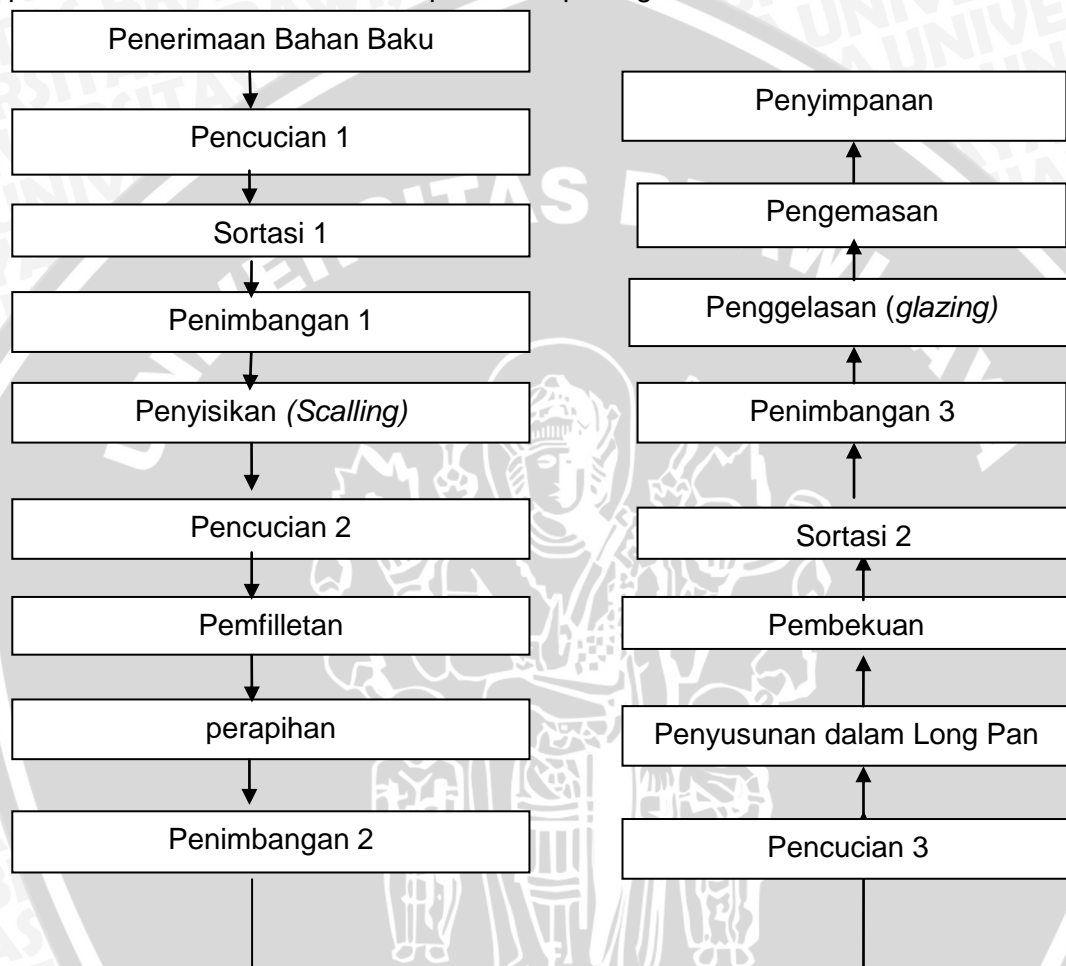 Penerimaan Bahan Baku
Pencucian 1
Sortasi 1
Penimbangan 1
Penyisikan (Scalling)
Pencucian 2
Pemfilletan
perapihan
Penimbangan 2
Pencucian 3
Penyusunan dalam Long Pan
Pembekuan
Sortasi 2
Penimbangan 3
Penggelasan (glazing)
Pengemasan
Penyimpanan